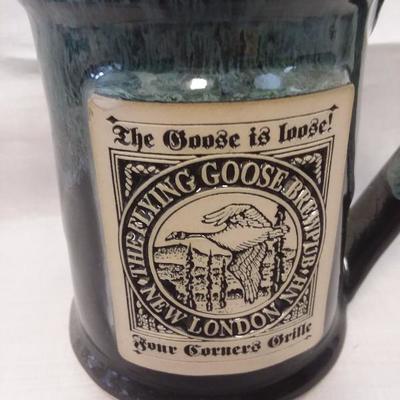 The Goose is loose!
THE FLYING GOOSE BREWPUB
NEW LONDON NH
Four Corners Grille